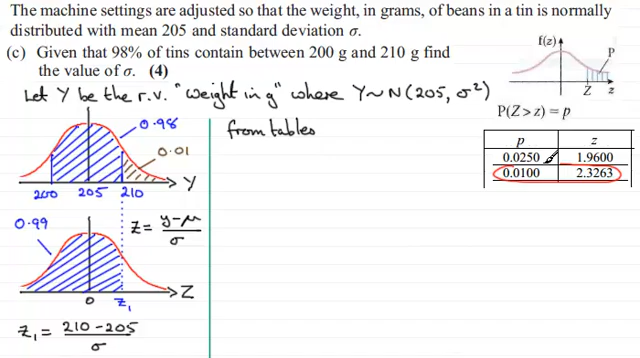 The machine settings are adjusted so that the weight, in grams, of beans in a tin is normally
distributed with mean 205 and standard deviation σ.
(c) Given that 98% of tins contain between 200 g and 210 g find
the value of σ. (4)
f(z)
P
Z z
Let Y be the r.v. "weight in g" where Y~N(205, σ²)
P(Z>z) = p
0.98
0.01
from tables
p z
0.0250 1.9600
0.0100 2.3263
200 205 210 Y
0.99
z = y-μ
σ
0 z₁ Z
z₁ = 210-205
σ